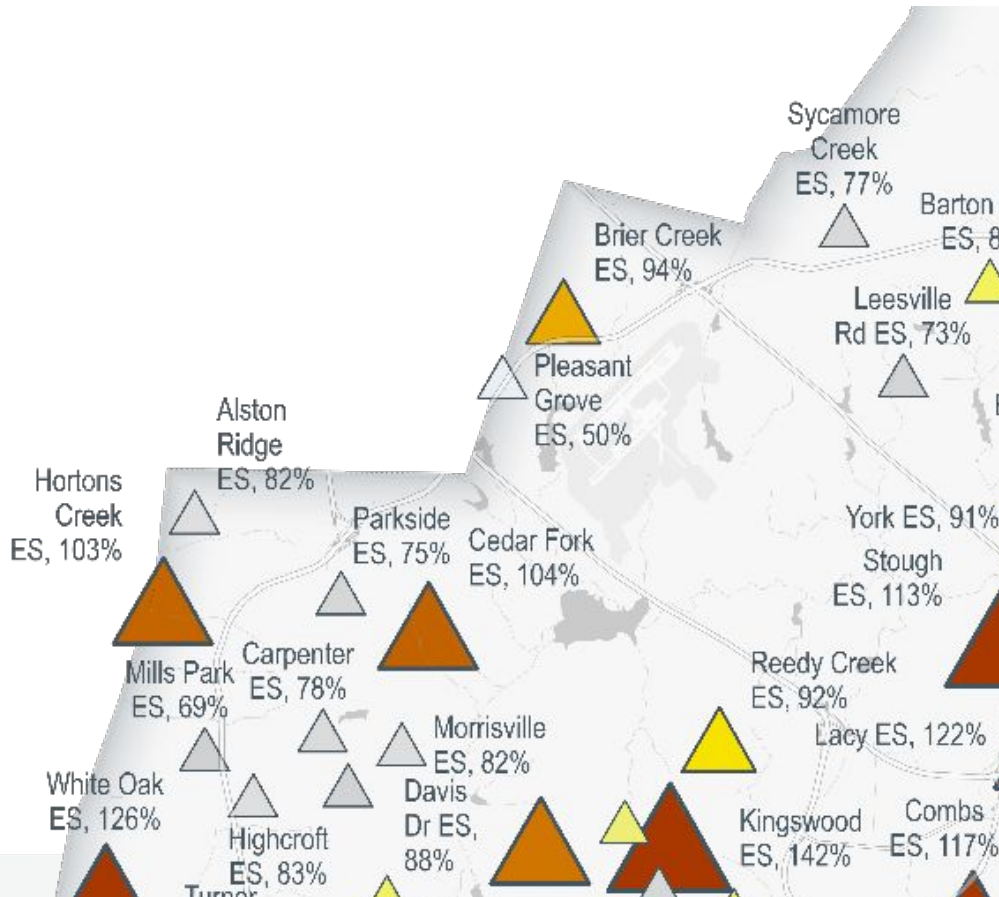 Sycamore
Creek
ES, 77%
Barton
ES, 8
Brier Creek
ES, 94%
Leesville
Rd ES, 73%
Pleasant
Grove
ES, 50%
Alston
Ridge
ES, 82%
Hortons
Creek
ES, 103%
Parkside
ES, 75%
Cedar Fork
ES, 104%
York ES, 91%
Stough
ES, 113%
Mills Park
ES, 69%
Carpenter
ES, 78%
Reedy Creek
ES, 92%
Morrisville
ES, 82%
Lacy ES, 122%
White Oak
ES, 126%
Davis
Dr ES,
88%
Highcroft
ES, 83%
Kingswood
ES, 142%
Combs
ES, 117%
Turner